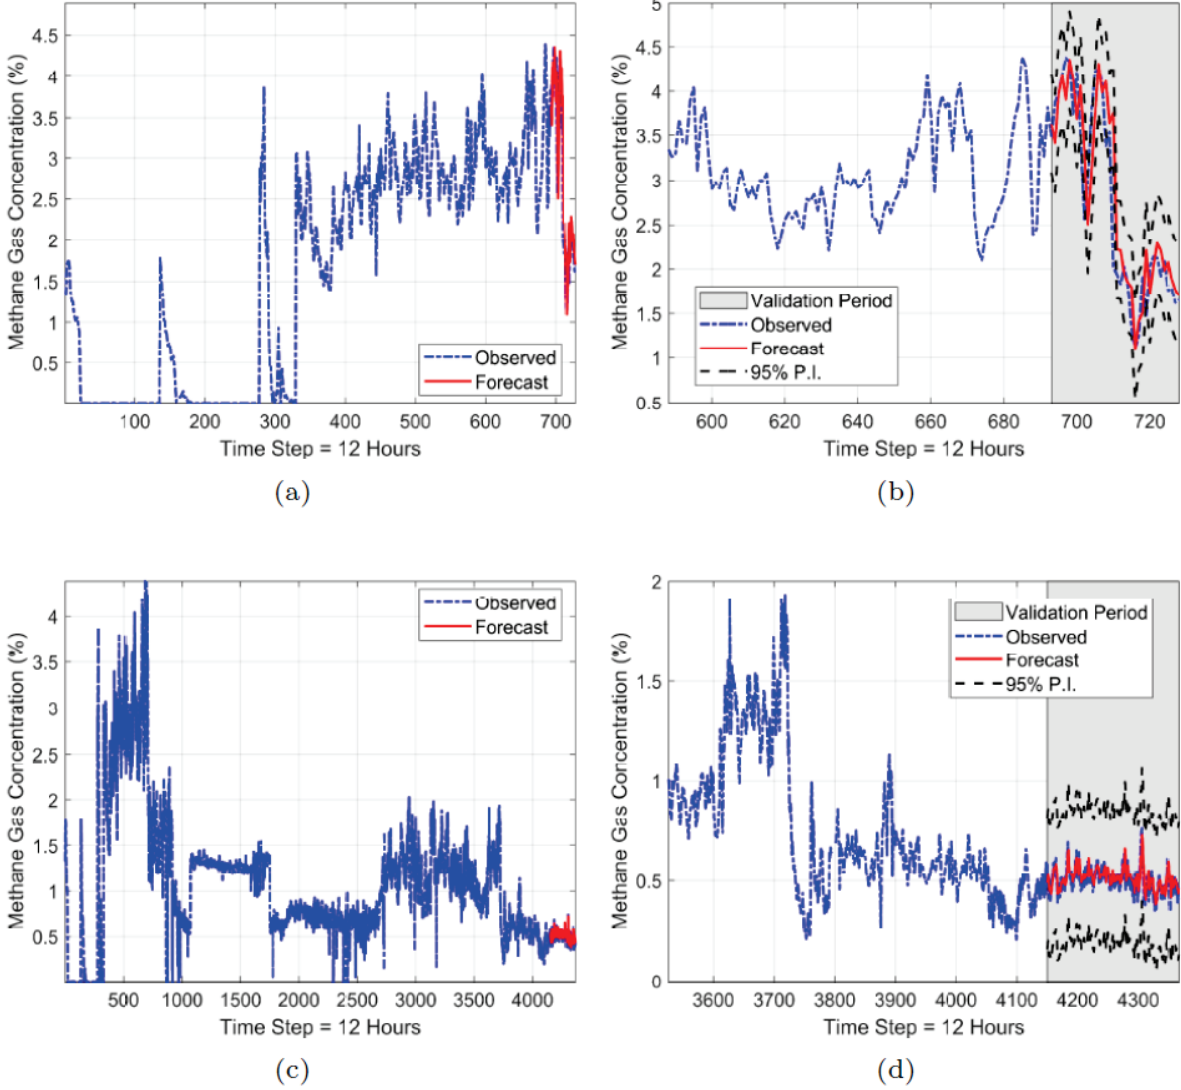 Methane Gas Concentration (%)
4.5
4
3.5
3
2.5
2
1.5
1
0.5
100 200 300 400 500 600 700
Time Step = 12 Hours
Observed
Forecast
(a)
Methane Gas Concentration (%)
5
4.5
4
3.5
3
2.5
2
1.5
1
0.5
600 620 640 660 680 700 720
Time Step = 12 Hours
Validation Period
Observed
Forecast
95% P.I.
(b)
Methane Gas Concentration (%)
4
3.5
3
2.5
2
1.5
1
0.5
500 1000 1500 2000 2500 3000 3500 4000
Time Step = 12 Hours
Observed
Forecast
(c)
Methane Gas Concentration (%)
2
1.5
1
0.5
0
3600 3700 3800 3900 4000 4100 4200 4300
Time Step = 12 Hours
Validation Period
Observed
Forecast
95% P.I.
(d)